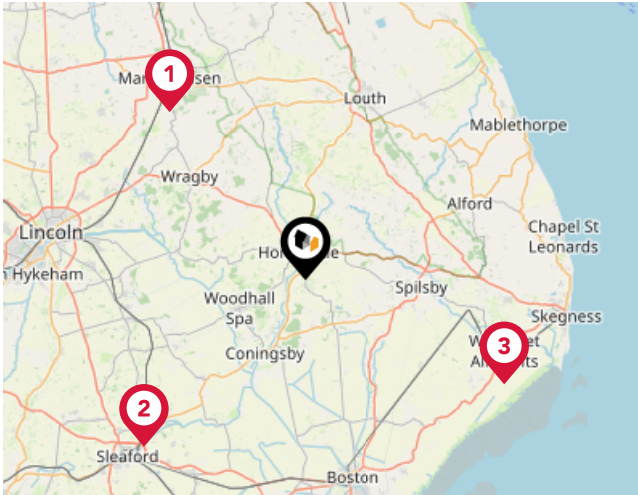 1
Louth
Mablethorpe
Wragby
Alford
Lincoln
Chapel St
Leonards
Hykeham
Spilsby
Woodhall
Spa
Skegness
3
Coningsby
2
Sleaford
Boston